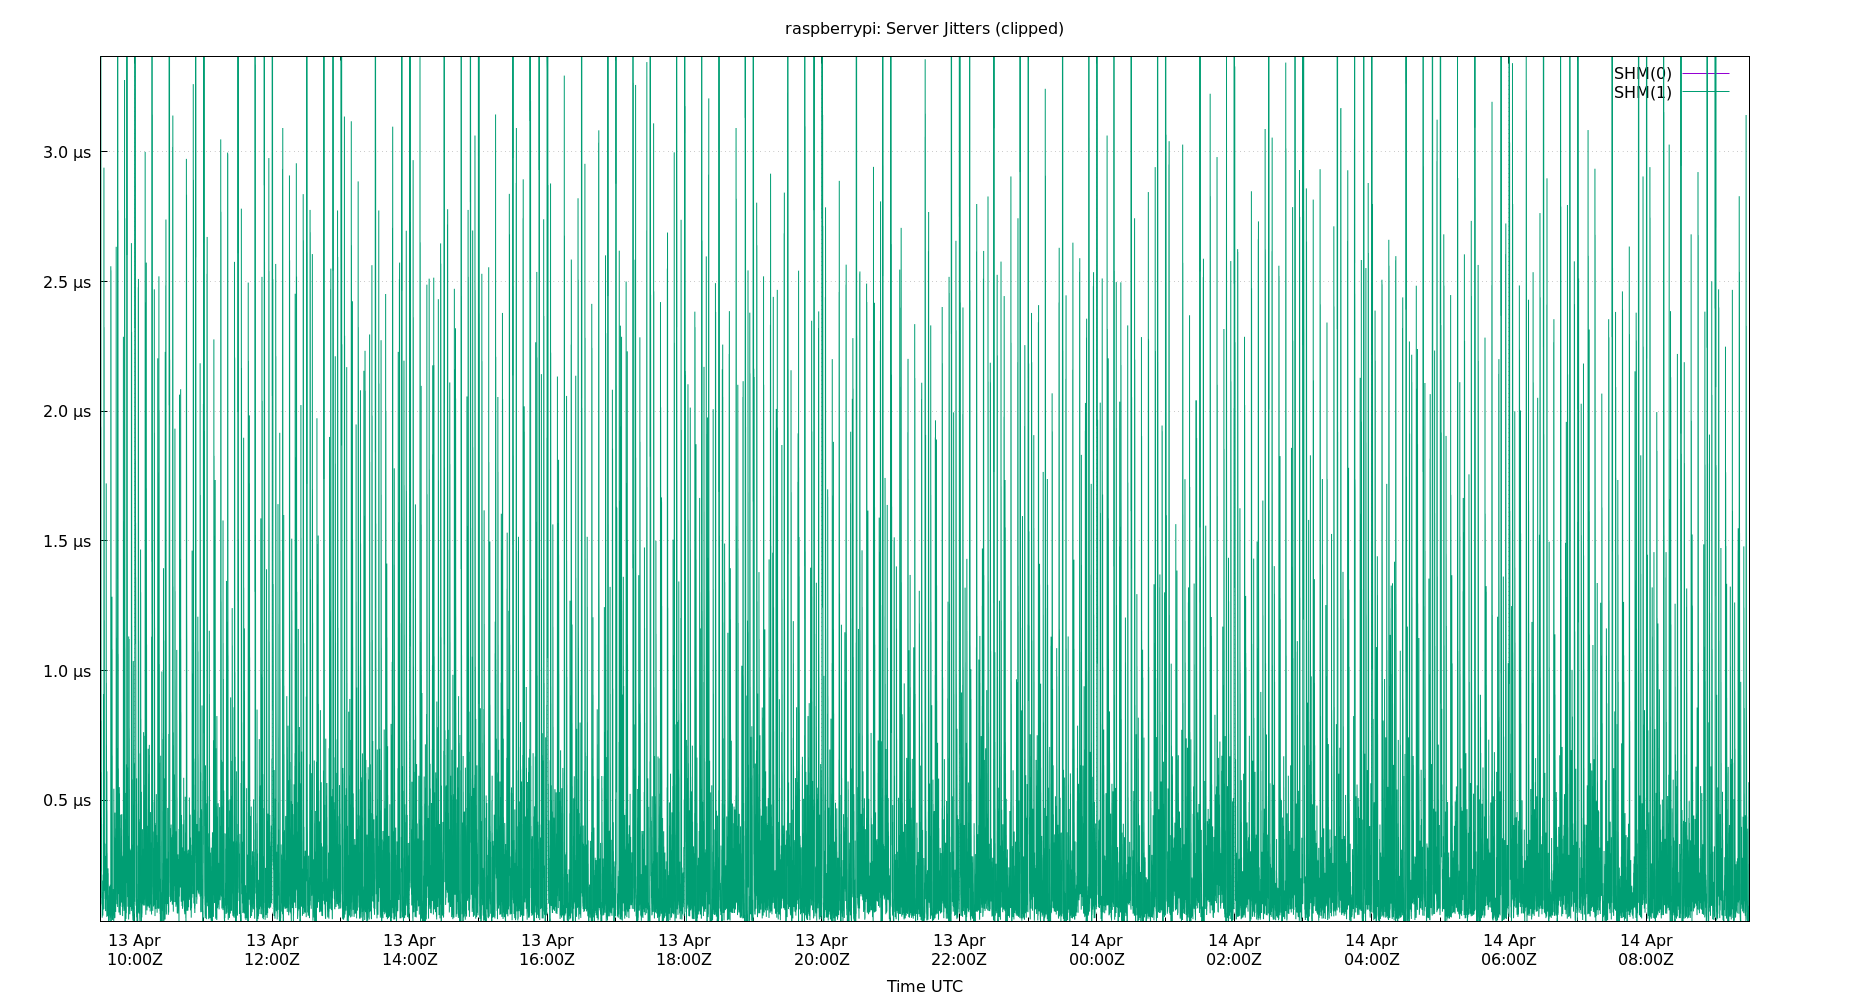 raspberrypi: Server Jitters (clipped)
SHM(0)
SHM(1)
3.0 µs
2.5 µs
2.0 µs
1.5 µs
1.0 µs
0.5 µs
13 Apr 13 Apr 13 Apr 13 Apr 13 Apr 13 Apr 13 Apr 14 Apr 14 Apr 14 Apr 14 Apr 14 Apr
10:00Z 12:00Z 14:00Z 16:00Z 18:00Z 20:00Z 22:00Z 00:00Z 02:00Z 04:00Z 06:00Z 08:00Z
Time UTC